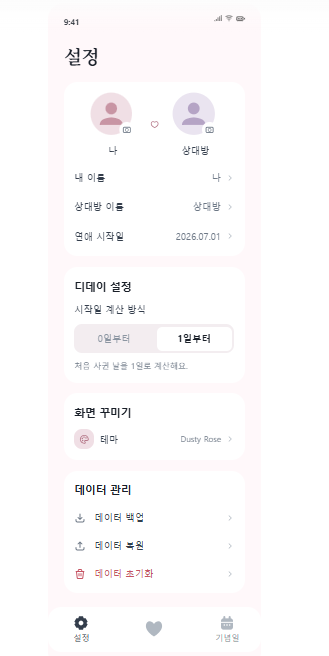 9:41
설정
나
상대방
내 이름 나
상대방 이름 상대방
연애 시작일 2026.07.01
디데이 설정
시작일 계산 방식
0일부터 1일부터
처음 사귄 날을 1일로 계산해요.
화면 꾸미기
테마 Dusty Rose
데이터 관리
데이터 백업
데이터 복원
데이터 초기화
설정 기념일